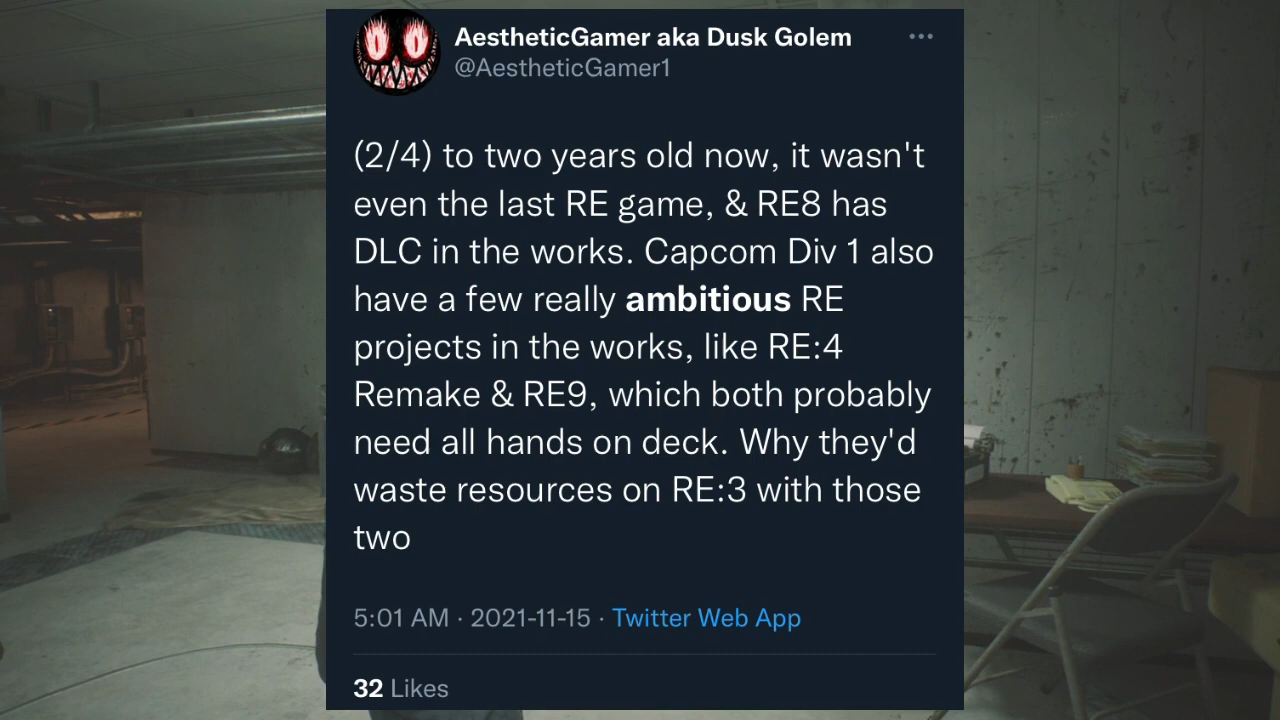 AestheticGamer aka Dusk Golem
@AestheticGamer1
(2/4) to two years old now, it wasn't
even the last RE game, & RE8 has
DLC in the works. Capcom Div 1 also
have a few really ambitious RE
projects in the works, like RE:4
Remake & RE9, which both probably
need all hands on deck. Why they'd
waste resources on RE:3 with those
two
5:01 AM · 2021-11-15 · Twitter Web App
32 Likes